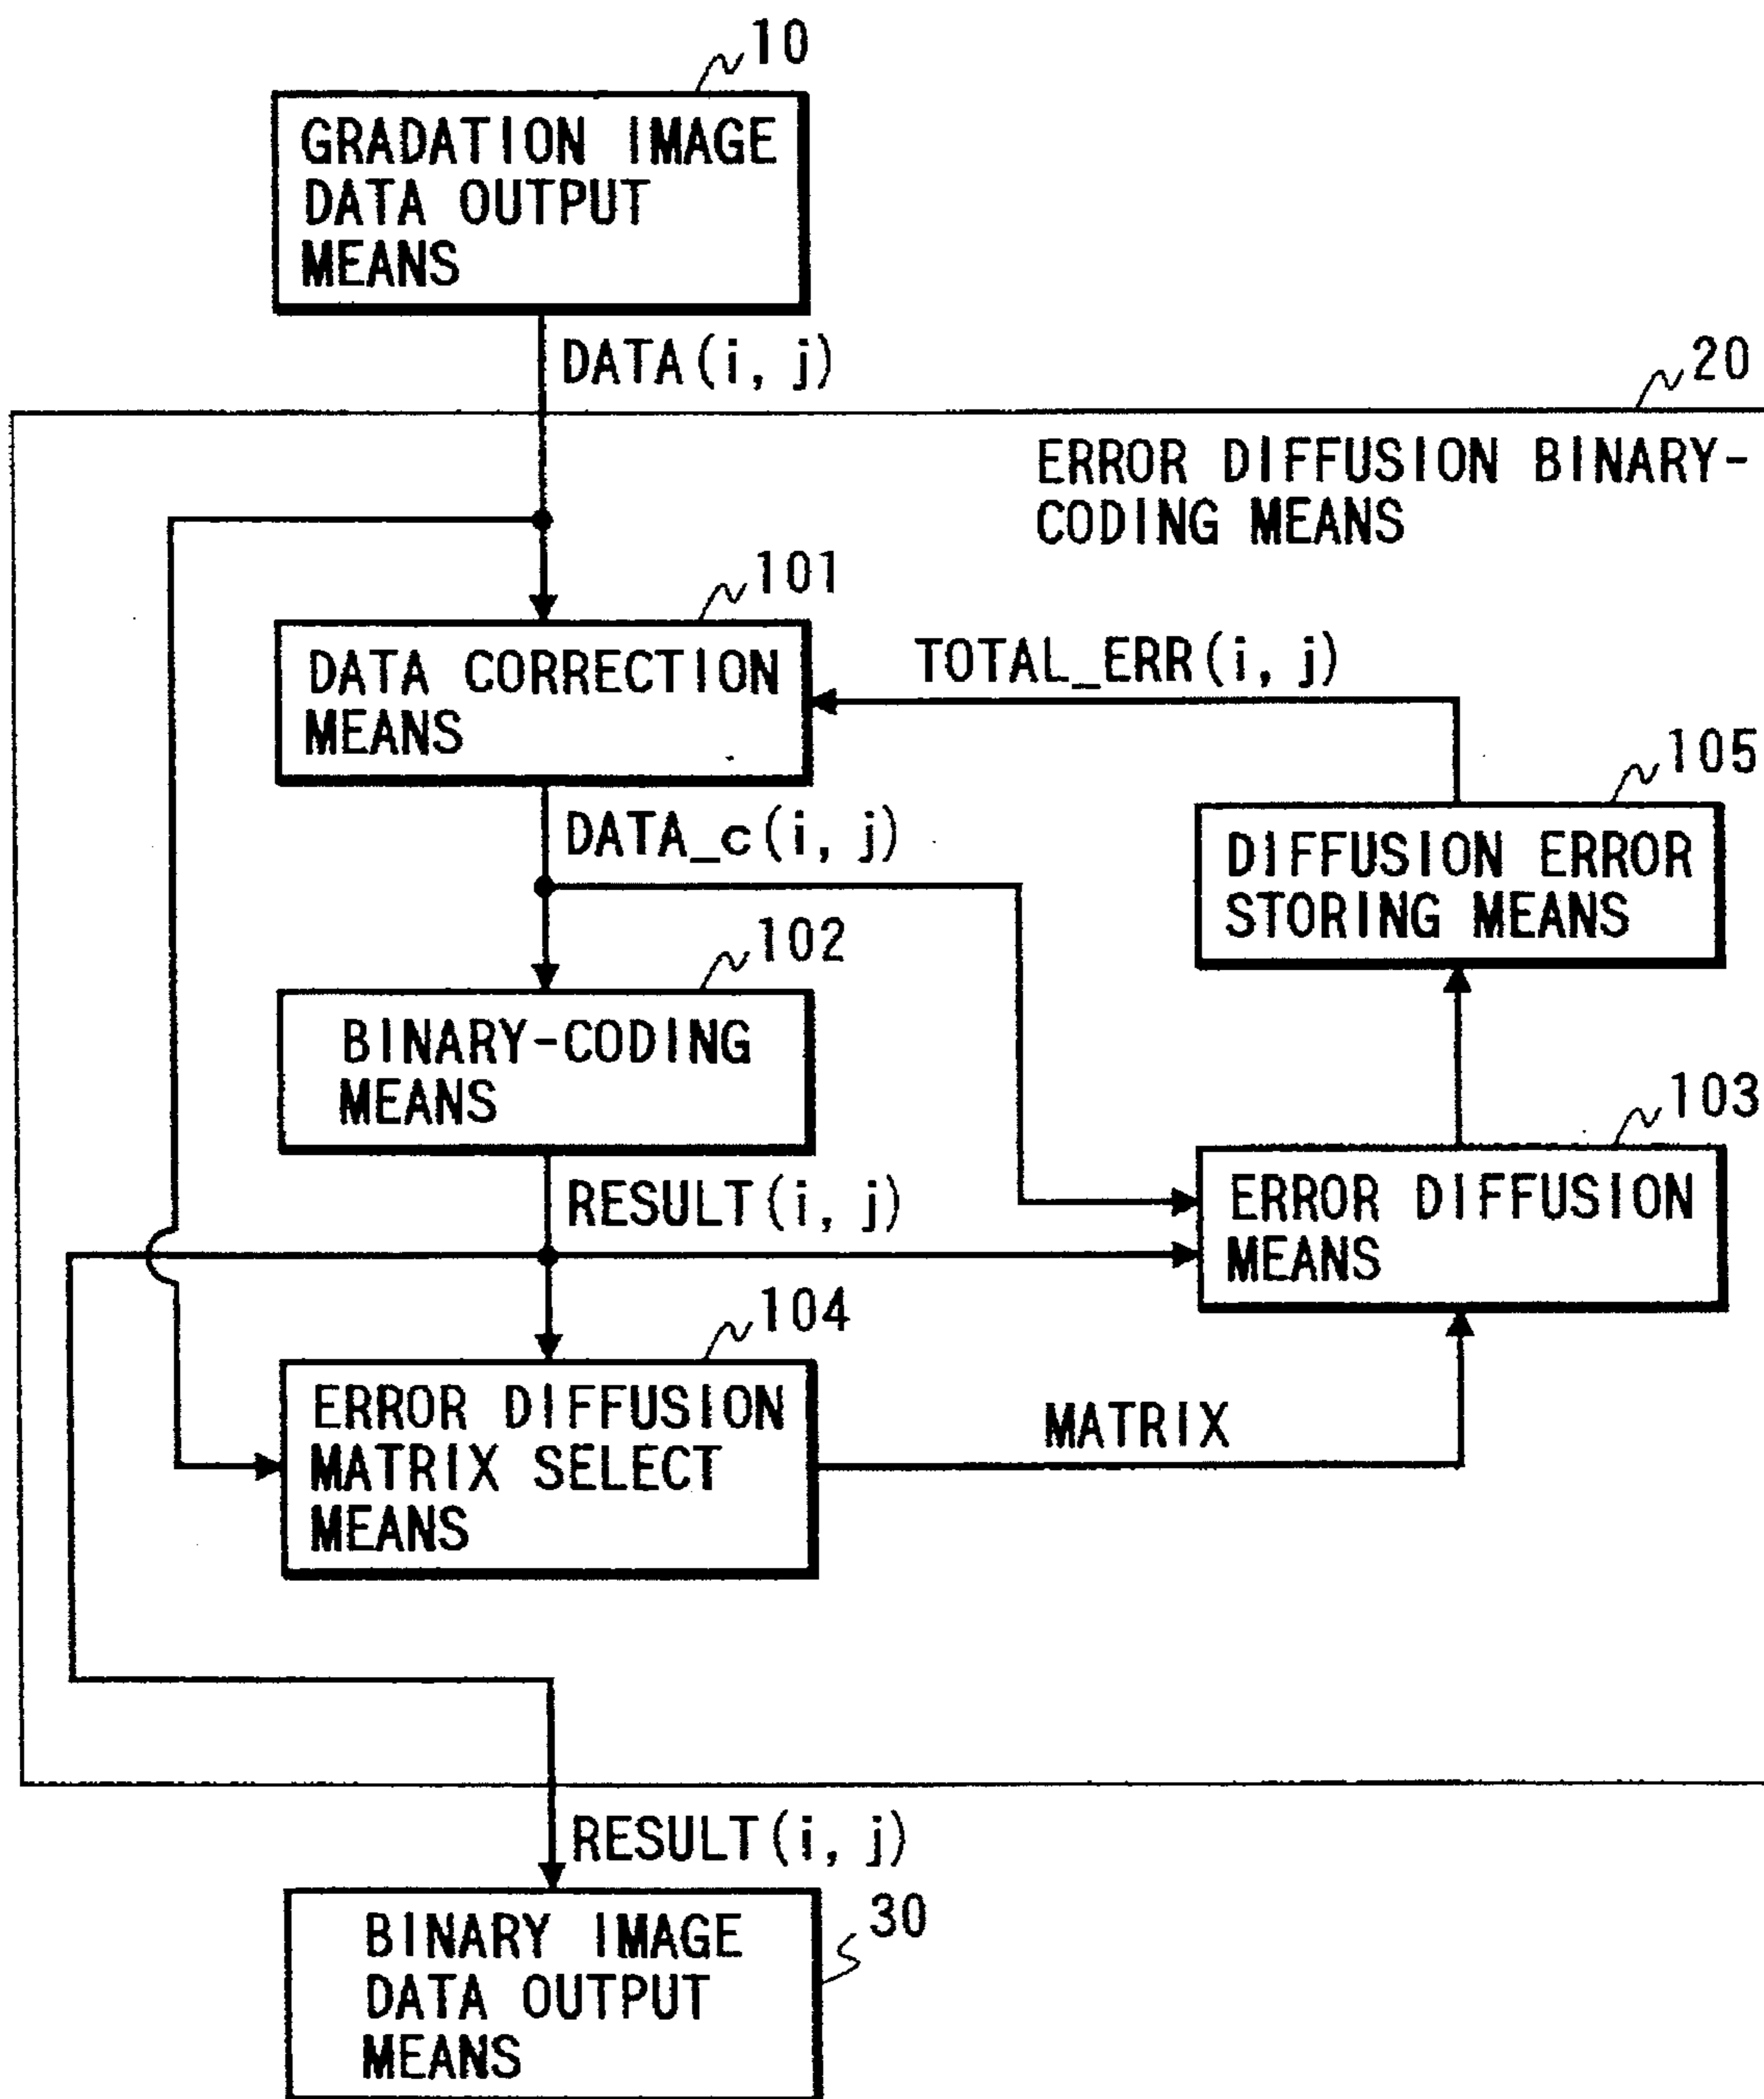 10
GRADATION IMAGE
DATA OUTPUT
MEANS
DATA(i, j)
20
ERROR DIFFUSION BINARY-
CODING MEANS
101
DATA CORRECTION
MEANS
TOTAL_ERR(i, j)
105
DIFFUSION ERROR
STORING MEANS
DATA_c(i, j)
102
BINARY-CODING
MEANS
103
ERROR DIFFUSION
MEANS
RESULT(i, j)
104
ERROR DIFFUSION
MATRIX SELECT
MEANS
MATRIX
RESULT(i, j)
30
BINARY IMAGE
DATA OUTPUT
MEANS